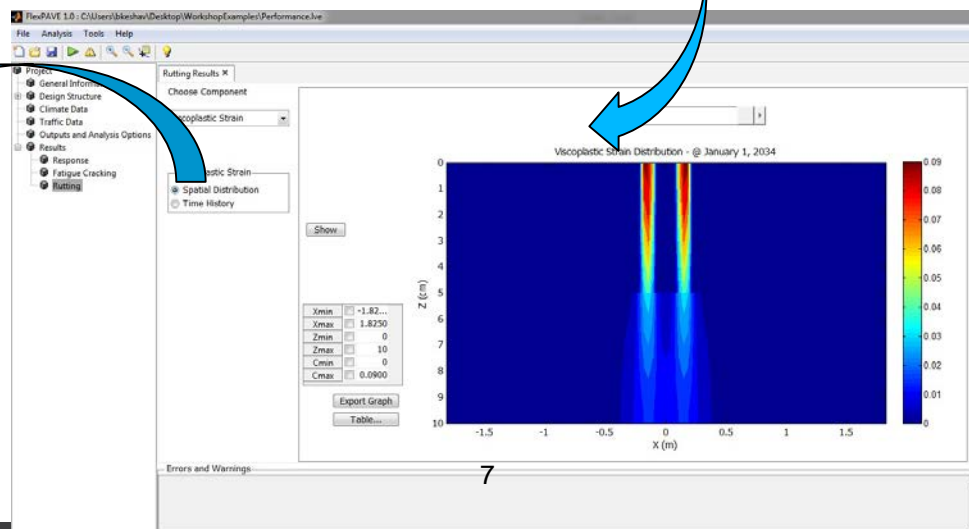 FlexPAVE 1.0 : C:\Users\bkeshav\Desktop\WorkshopExamples\Performance.lve
File Analysis Tools Help
Project
General Inform
Design Structure
Climate Data
Traffic Data
Outputs and Analysis Options
Results
Response
Fatigue Cracking
Rutting
Rutting Results ×
Choose Component
scoplastic Strain
astic Strain
Spatial Distribution
Time History
Show
Xmin -1.82...
Xmax 1.8250
Zmin 0
Zmax 10
Cmin 0
Cmax 0.0900
Export Graph
Table...
Viscoplastic Strain Distribution - @ January 1, 2034
0
1
2
3
4
5
6
7
8
9
10
Z (cm)
-1.5 -1 -0.5 0 0.5 1 1.5
X (m)
0.09
0.08
0.07
0.06
0.05
0.04
0.03
0.02
0.01
0
7
Errors and Warnings